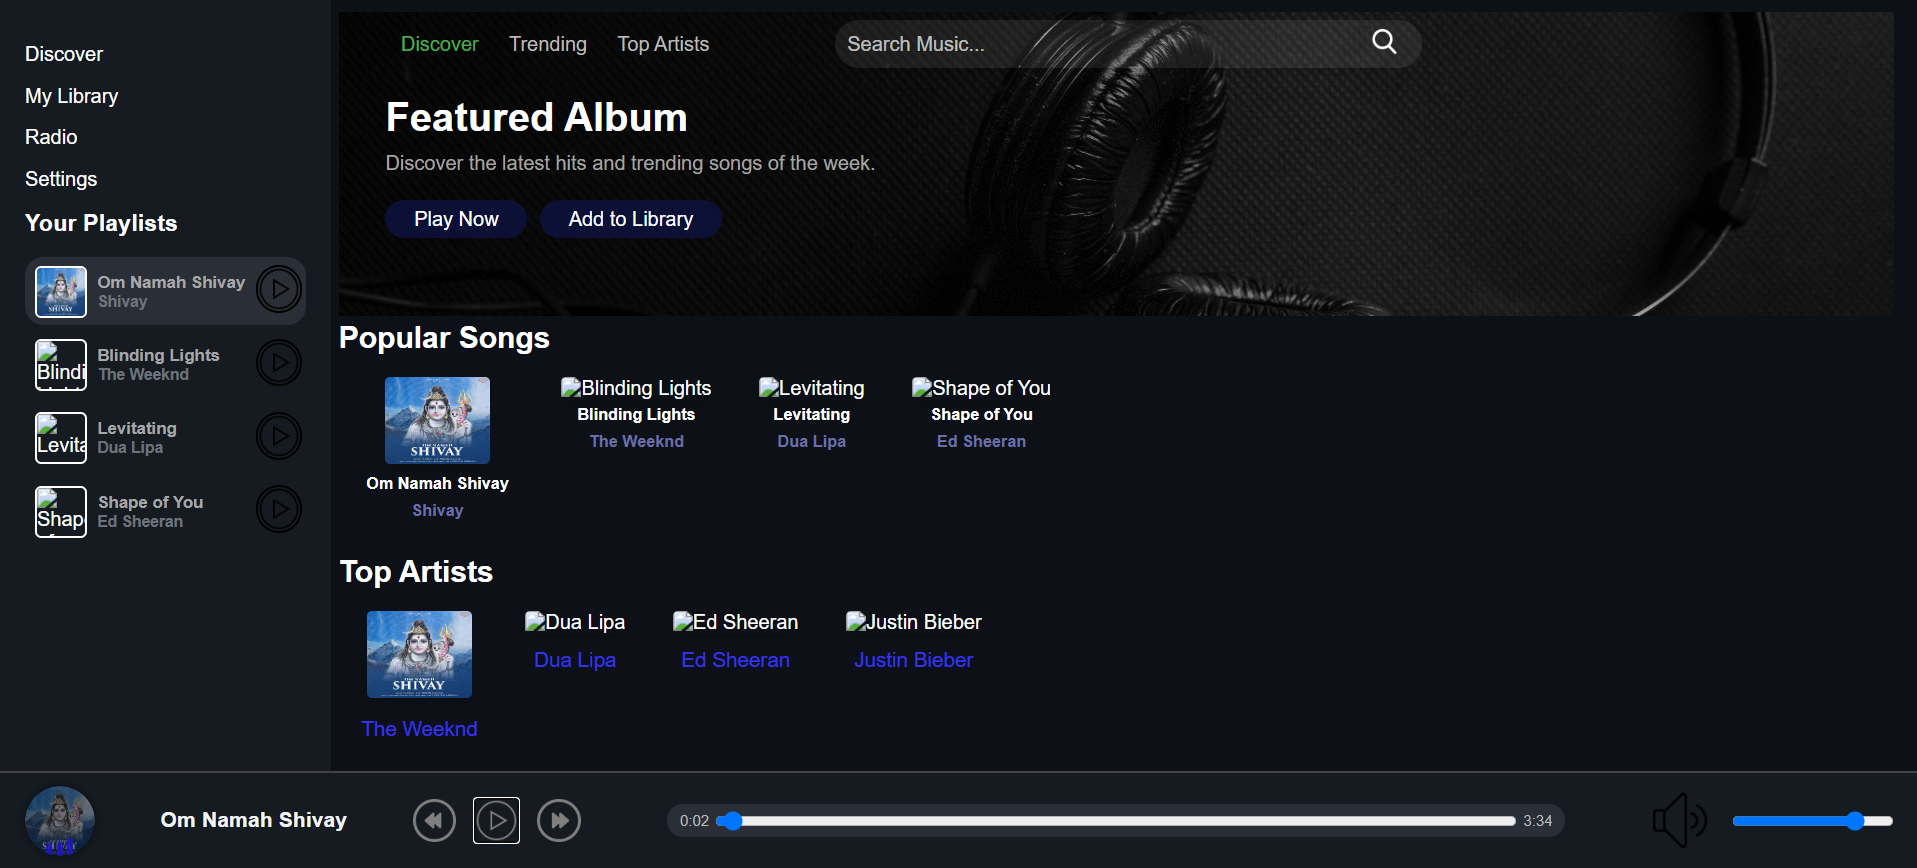 Discover
My Library
Radio
Settings
Your Playlists
Om Namah Shivay
Shivay
Blindi
Blinding Lights
The Weeknd
Levita
Levitating
Dua Lipa
Shap
Shape of You
Ed Sheeran
Discover Trending Top Artists Search Music...
Featured Album
Discover the latest hits and trending songs of the week.
Play Now Add to Library
Popular Songs
SHIVAY
Om Namah Shivay
Shivay
Blinding Lights
Blinding Lights
The Weeknd
Levitating
Levitating
Dua Lipa
Shape of You
Shape of You
Ed Sheeran
Top Artists
SHIVAY
The Weeknd
Dua Lipa
Dua Lipa
Ed Sheeran
Ed Sheeran
Justin Bieber
Justin Bieber
Om Namah Shivay
0:02 3:34